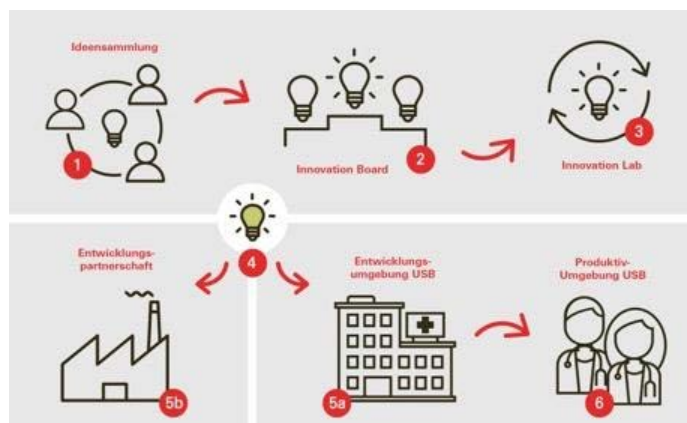 Ideensammlung
1
Innovation Board
2
3
Innovation Lab
4
Entwicklungs-
partnerschaft
5b
Entwicklungs-
umgebung USB
5a
Produktiv-
Umgebung USB
6